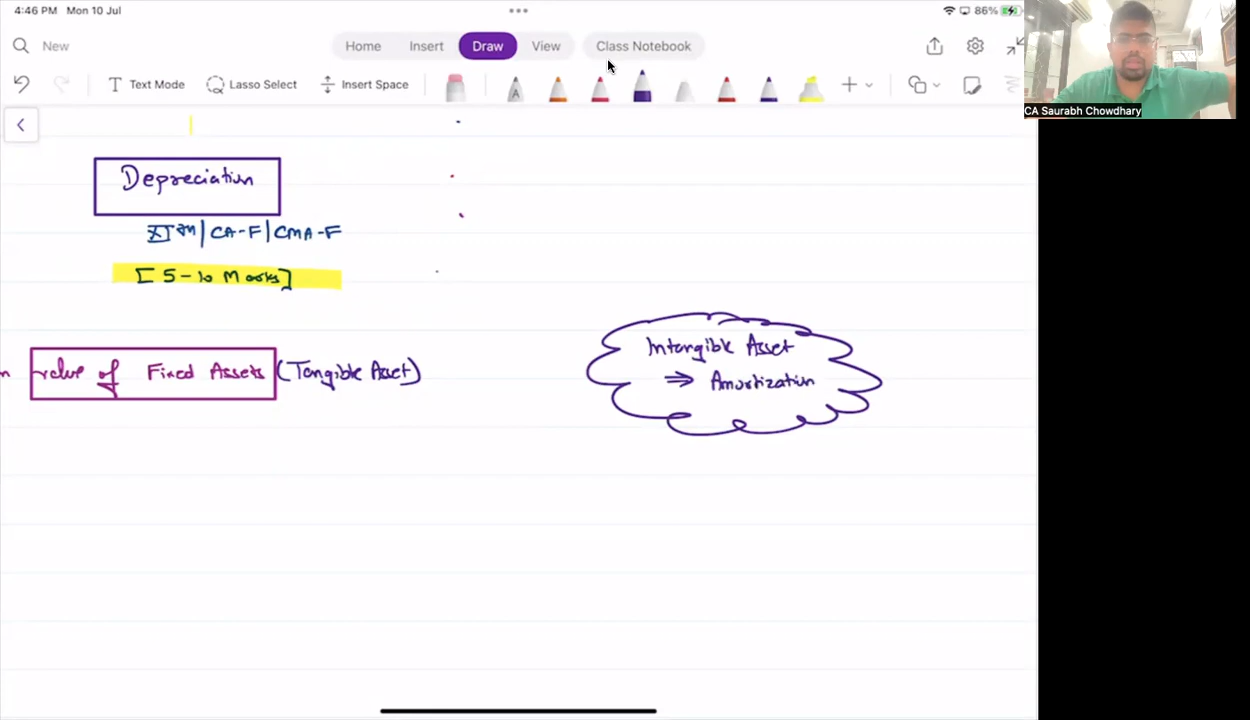 4:46 PM Mon 10 Jul
86%
New
Home Insert Draw View Class Notebook
Text Mode Lasso Select Insert Space
CA Saurabh Chowdhary
Depreciation
XI th | CA-F | CMA-F
[5-10 Marks]
value of Fixed Assets (Tangible Asset)
Intangible Asset
⇒ Amortization